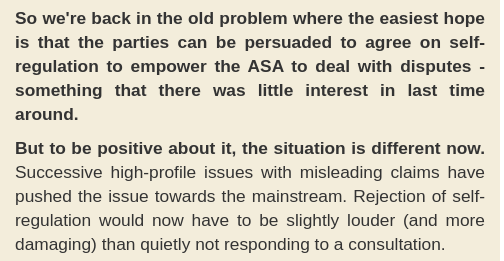 So we're back in the old problem where the easiest hope
is that the parties can be persuaded to agree on self-
regulation to empower the ASA to deal with disputes -
something that there was little interest in last time
around.
But to be positive about it, the situation is different now.
Successive high-profile issues with misleading claims have
pushed the issue towards the mainstream. Rejection of self-
regulation would now have to be slightly louder (and more
damaging) than quietly not responding to a consultation.